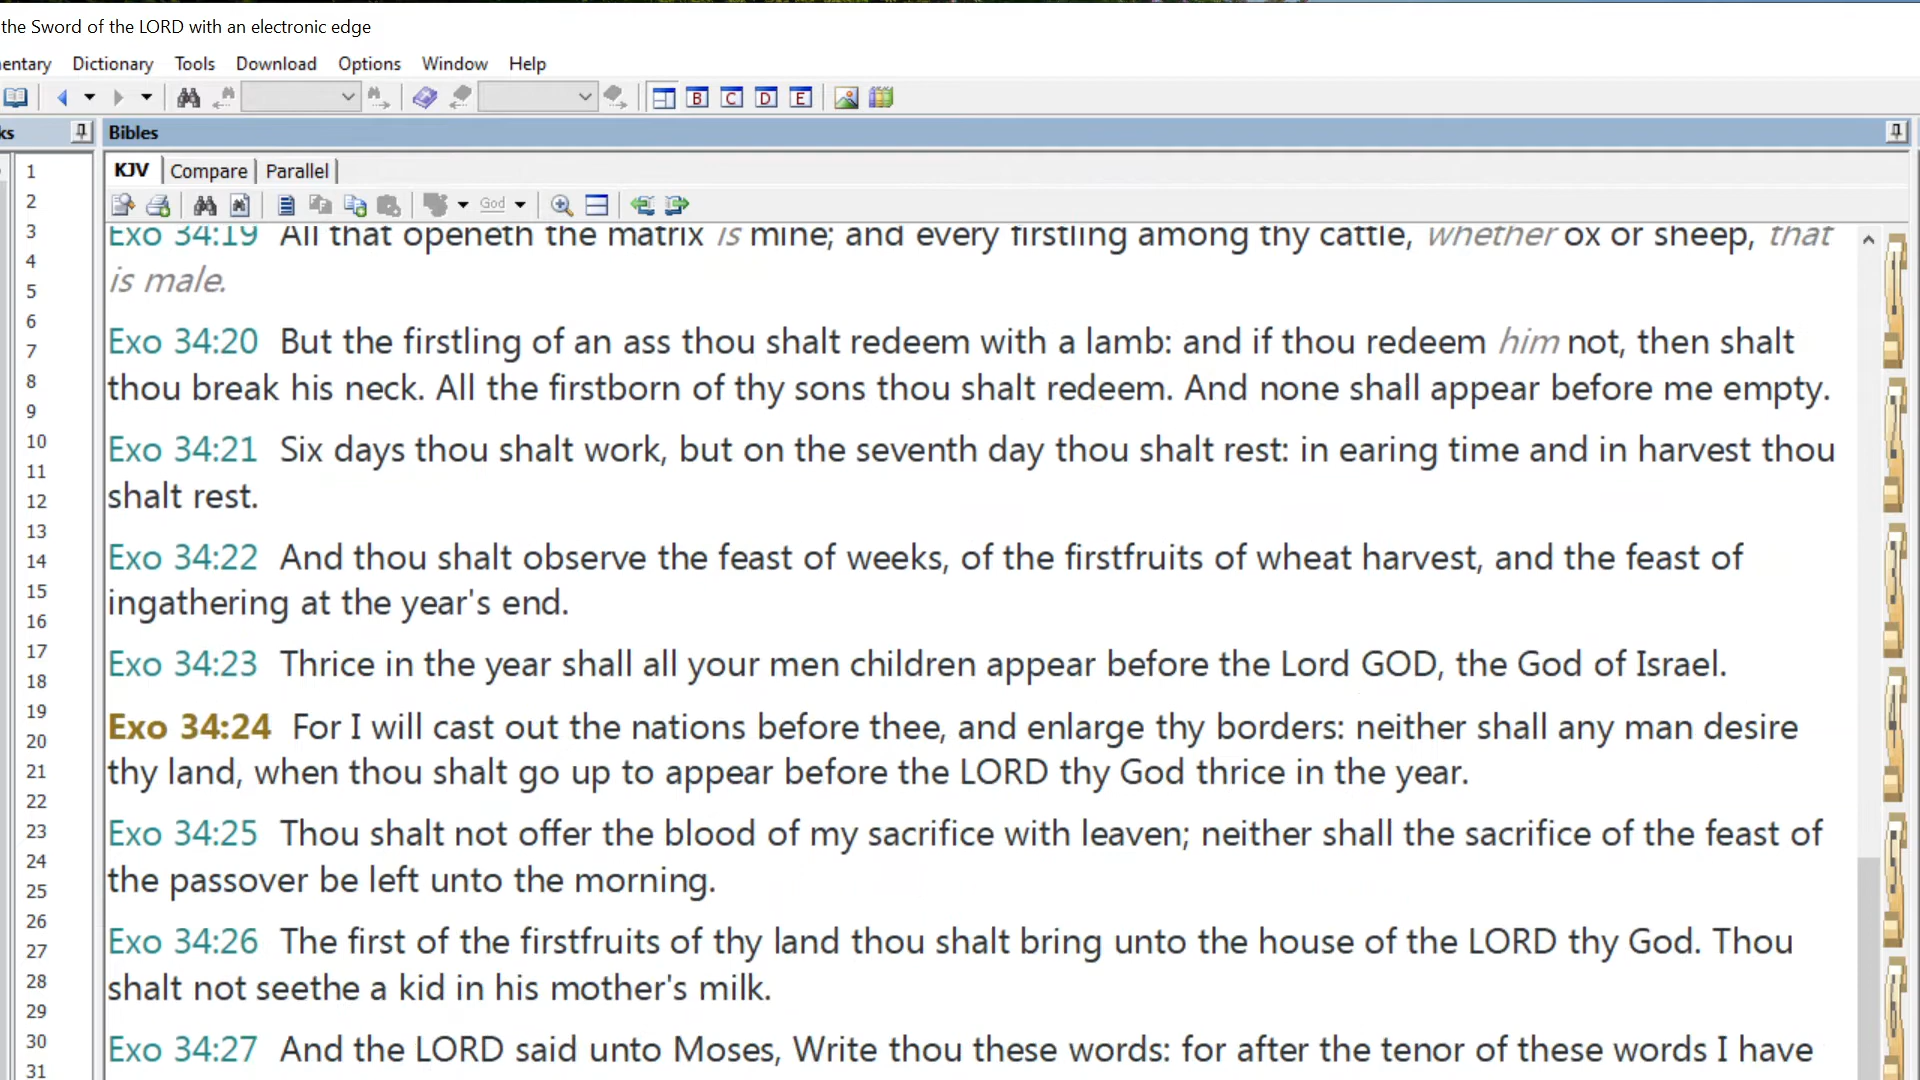 the Sword of the LORD with an electronic edge
entary Dictionary Tools Download Options Window Help
B C D E
ks Bibles
KJV Compare Parallel
God
Exo 34:19 All that openeth the matrix is mine; and every firstling among thy cattle, whether ox or sheep, that
is male.
Exo 34:20 But the firstling of an ass thou shalt redeem with a lamb: and if thou redeem him not, then shalt
thou break his neck. All the firstborn of thy sons thou shalt redeem. And none shall appear before me empty.
Exo 34:21 Six days thou shalt work, but on the seventh day thou shalt rest: in earing time and in harvest thou
shalt rest.
Exo 34:22 And thou shalt observe the feast of weeks, of the firstfruits of wheat harvest, and the feast of
ingathering at the year's end.
Exo 34:23 Thrice in the year shall all your men children appear before the Lord GOD, the God of Israel.
Exo 34:24 For I will cast out the nations before thee, and enlarge thy borders: neither shall any man desire
thy land, when thou shalt go up to appear before the LORD thy God thrice in the year.
Exo 34:25 Thou shalt not offer the blood of my sacrifice with leaven; neither shall the sacrifice of the feast of
the passover be left unto the morning.
Exo 34:26 The first of the firstfruits of thy land thou shalt bring unto the house of the LORD thy God. Thou
shalt not seethe a kid in his mother's milk.
Exo 34:27 And the LORD said unto Moses, Write thou these words: for after the tenor of these words I have
1
2
3
4
5
6
7
8
9
10
11
12
13
14
15
16
17
18
19
20
21
22
23
24
25
26
27
28
29
30
31